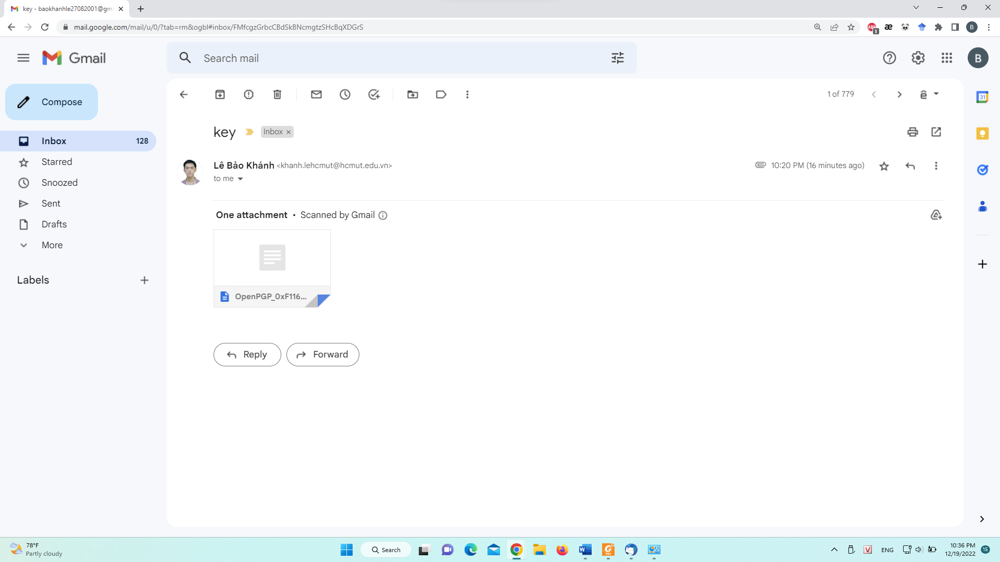 key - baokhanhle27082001@gm
mail.google.com/mail/u/0/?tab=rm&ogbl#inbox/FMfcgzGrbcCBdSkBNcmgtzSHcBqXDGrS
ABP
1
æ
B
Gmail
Search mail
B
Compose
1 of 779
ê
31
key
Inbox ×
Inbox 128
Starred
Snoozed
Sent
Drafts
More
Labels
Lê Bảo Khánh <khanh.lehcmut@hcmut.edu.vn>
10:20 PM (16 minutes ago)
to me
One attachment • Scanned by Gmail
OpenPGP_0xF116...
Reply
Forward
78°F
Partly cloudy
Search
W
PDF
V
ENG
10:36 PM
12/19/2022
15